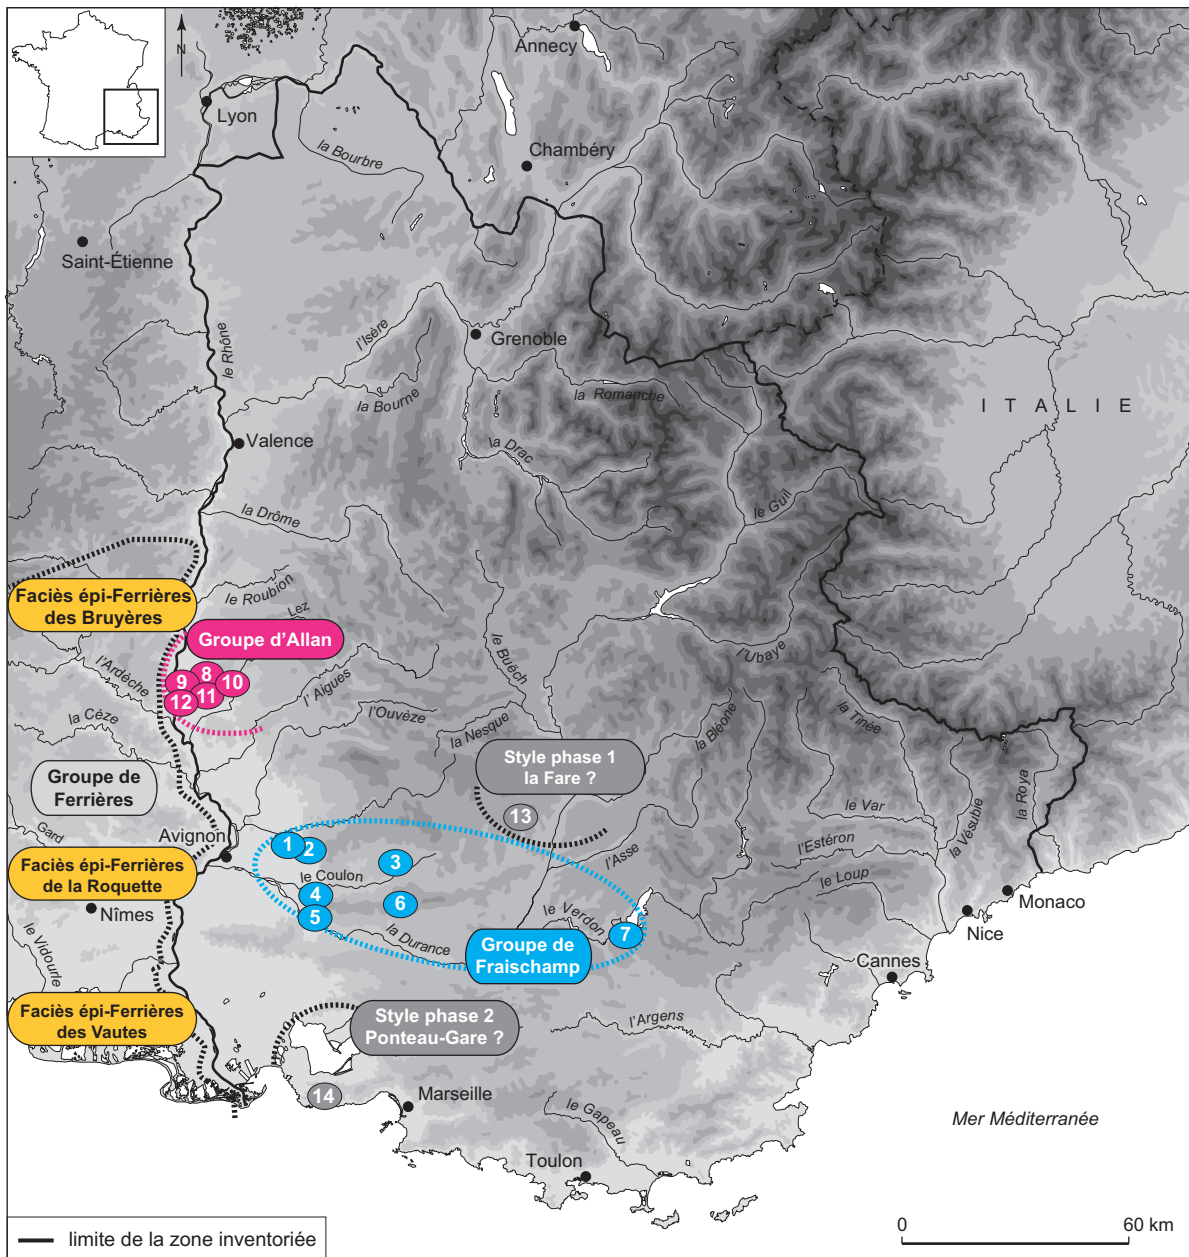 N
Annecy
Lyon
la Bourbre
Chambéry
Saint-Étienne
le Rhône
l'Isère
Grenoble
la Bourne
la Romanche
ITALIE
Valence
la Drac
le Guil
la Drôme
Faciès épi-Ferrières
des Bruyères
le Roubion
Lez
Groupe d'Allan
le Buëch
l'Ubaye
l'Ardèche
9
8
10
12
11
l'Aigues
la Cèze
l'Ouvèze
la Nesque
la Bléone
la Tinée
Groupe de
Ferrières
Style phase 1
la Fare ?
13
le Var
la Vésubie
la Roya
Gard
Avignon
1
2
3
l'Asse
l'Estéron
Faciès épi-Ferrières
de la Roquette
le Coulon
4
6
le Loup
Monaco
Nîmes
5
le Verdon
7
Nice
le Vidourle
la Durance
Groupe de
Fraischamp
Cannes
Faciès épi-Ferrières
des Vautes
Style phase 2
Ponteau-Gare ?
l'Argens
14
Marseille
le Gapeau
Mer Méditerranée
Toulon
limite de la zone inventoriée
0
60 km